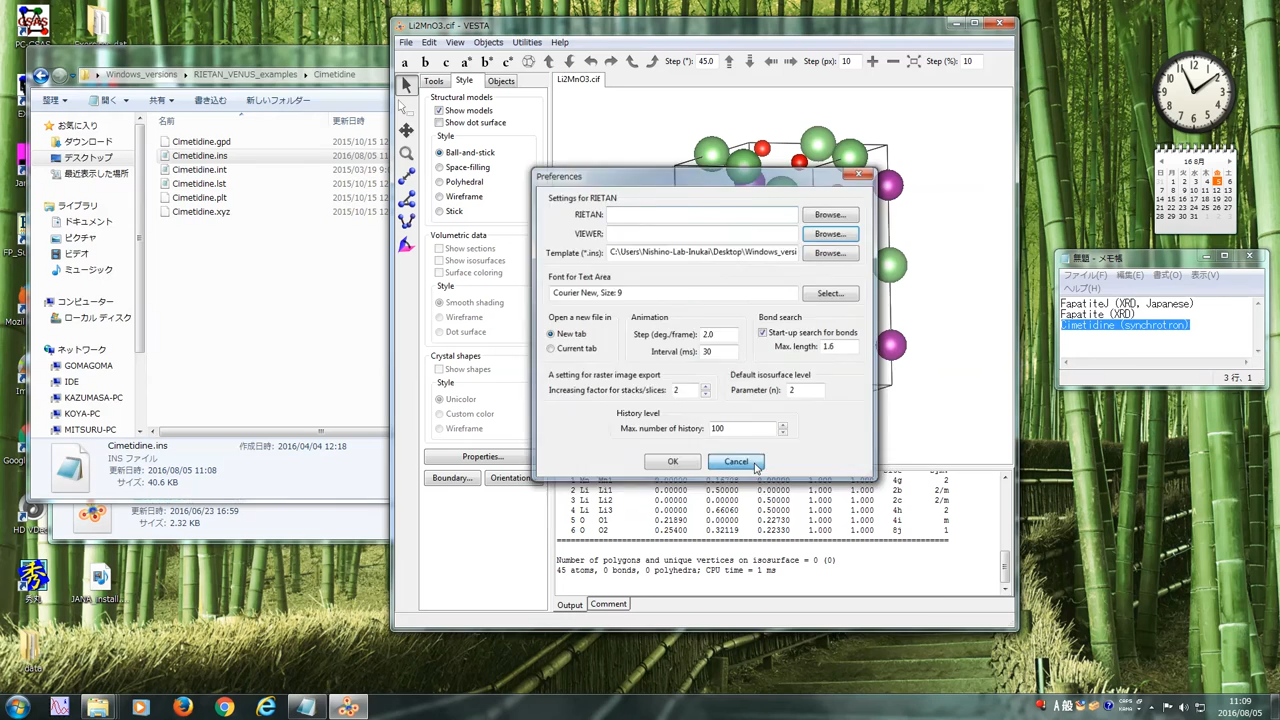 PC-GSAS
Windows_versions ▸ RIETAN_VENUS_examples ▸ Cimetidine
整理 開く 共有 書き込む 新しいフォルダー
お気に入り
ダウンロード
デスクトップ
最近表示した場所
ライブラリ
ドキュメント
ピクチャ
ビデオ
ミュージック
コンピューター
ローカル ディスク
ネットワーク
GOMAGOMA
IDE
KAZUMASA-PC
KOYA-PC
MITSURU-PC
名前 更新日時
Cimetidine.gpd 2015/10/15 12
Cimetidine.ins 2016/08/05 11
Cimetidine.int 2015/03/19 9:
Cimetidine.lst 2015/10/15 12
Cimetidine.plt 2015/10/15 12
Cimetidine.xyz 2015/10/15 12
Cimetidine.ins 作成日時: 2016/04/04 12:18
INS ファイル
更新日時: 2016/08/05 11:08
サイズ: 40.6 KB
更新日時: 2016/06/23 16:59
サイズ: 2.32 KB
Li2MnO3.cif - VESTA
File Edit View Objects Utilities Help
a b c a* b* c* Step (°): 45.0 Step (px): 10 Step (%): 10
Tools Style Objects
Li2MnO3.cif
Structural models
Show models
Show dot surface
Style
Ball-and-stick
Space-filling
Polyhedral
Wireframe
Stick
Volumetric data
Show sections
Show isosurfaces
Surface coloring
Style
Smooth shading
Wireframe
Dot surface
Crystal shapes
Show shapes
Style
Unicolor
Custom color
Wireframe
Properties...
Boundary... Orientation
Preferences
Settings for RIETAN
RIETAN: Browse...
VIEWER: Browse...
Template (*.ins): C:\Users\Nishino-Lab-Inukai\Desktop\Windows_versi Browse...
Font for Text Area
Courier New, Size: 9 Select...
Open a new file in
New tab
Current tab
Animation
Step (deg./frame): 2.0
Interval (ms): 30
Bond search
Start-up search for bonds
Max. length: 1.6
A setting for raster image export
Increasing factor for stacks/slices: 2
Default isosurface level
Parameter (n): 2
History level
Max. number of history: 100
OK Cancel
2 Li Li1 0.00000 0.50000 0.00000 1.000 1.000 2b 2/m
3 Li Li2 0.00000 0.00000 0.50000 1.000 1.000 2c 2/m
4 Li Li3 0.00000 0.66060 0.50000 1.000 1.000 4h 2
5 O O1 0.21890 0.00000 0.22730 1.000 1.000 4i m
6 O O2 0.25400 0.32119 0.22330 1.000 1.000 8j 1
Number of polygons and unique vertices on isosurface = 0 (0)
45 atoms, 0 bonds, 0 polyhedra; CPU time = 1 ms
Output Comment
16 8月
無題 - メモ帳
ファイル(F) 編集(E) 書式(O) 表示(V)
ヘルプ(H)
FapatiteJ (XRD, Japanese)
Fapatite (XRD)
Cimetidine (synchrotron)
3 行、1
秀丸
JANA_install...
data
A 般
CAPS
KANA
11:09
2016/08/05